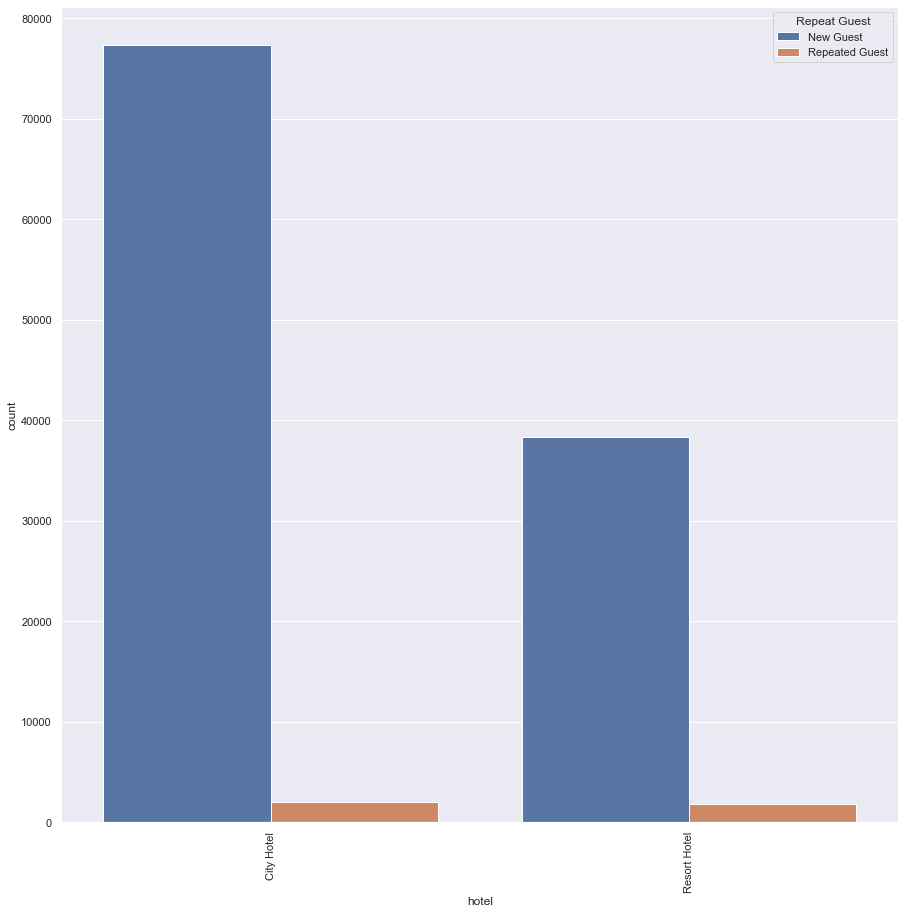 80000
70000
60000
50000
40000
30000
20000
10000
0
count
Repeat Guest
New Guest
Repeated Guest
City Hotel
Resort Hotel
hotel